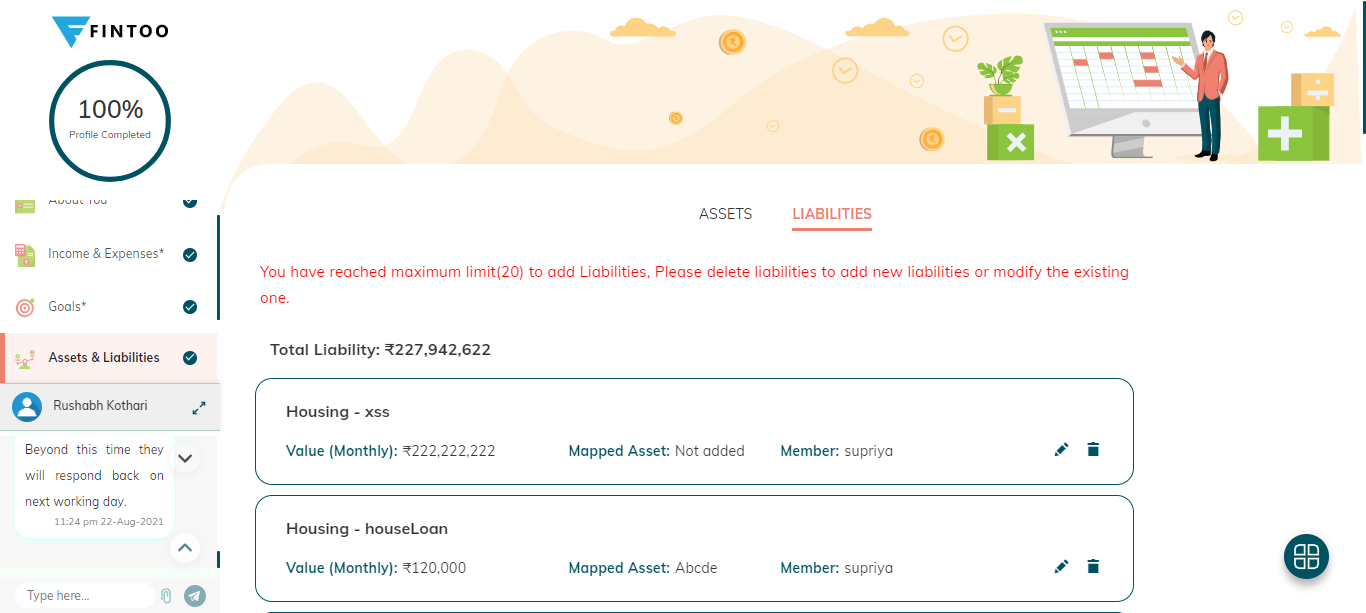 FINTOO
100%
Profile Completed
About You
Income & Expenses*
Goals*
Assets & Liabilities
Rushabh Kothari
Beyond this time they
will respond back on
next working day.
11:24 pm 22-Aug-2021
Type here...
ASSETS LIABILITIES
You have reached maximum limit(20) to add Liabilities, Please delete liabilities to add new liabilities or modify the existing
one.
Total Liability: ₹227,942,622
Housing - xss
Value (Monthly): ₹222,222,222 Mapped Asset: Not added Member: supriya
Housing - houseLoan
Value (Monthly): ₹120,000 Mapped Asset: Abcde Member: supriya